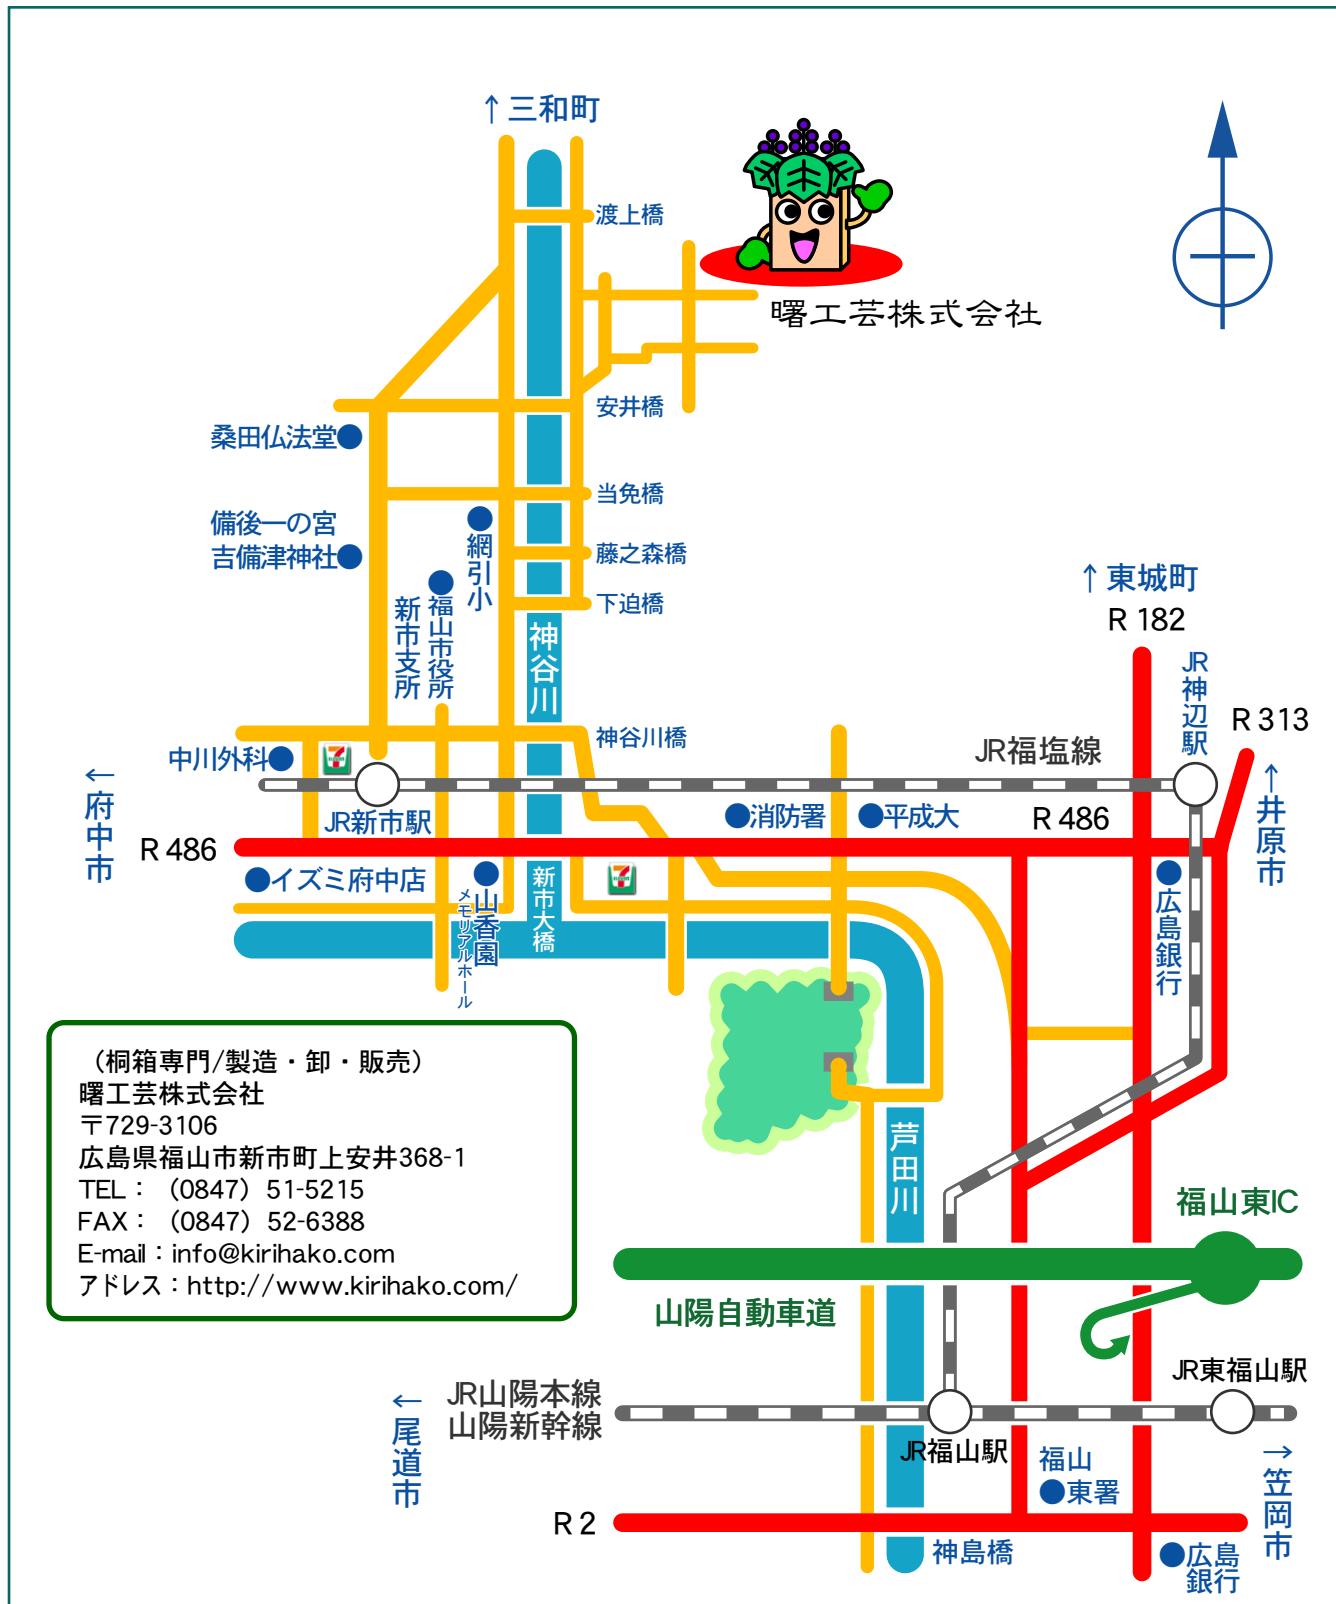 ↑三和町
渡上橋
曙工芸株式会社
安井橋
桑田仏法堂
当免橋
備後一の宮
吉備津神社
網引小
藤之森橋
福山市役所
新市支所
下迫橋
神谷川
↑東城町
R 182
JR神辺駅
R 313
神谷川橋
中川外科
JR福塩線
←府中市
↑井原市
JR新市駅
消防署
平成大
R 486
R 486
イズミ府中店
山香園
メモリアルホール
新市大橋
広島銀行
(桐箱専門/製造・卸・販売)
曙工芸株式会社
〒729-3106
広島県福山市新市町上安井368-1
TEL: (0847) 51-5215
FAX: (0847) 52-6388
E-mail:info@kirihako.com
アドレス:http://www.kirihako.com/
芦田川
福山東IC
山陽自動車道
JR東福山駅
JR山陽本線
山陽新幹線
←尾道市
JR福山駅
福山
東署
→笠岡市
R 2
神島橋
広島
銀行